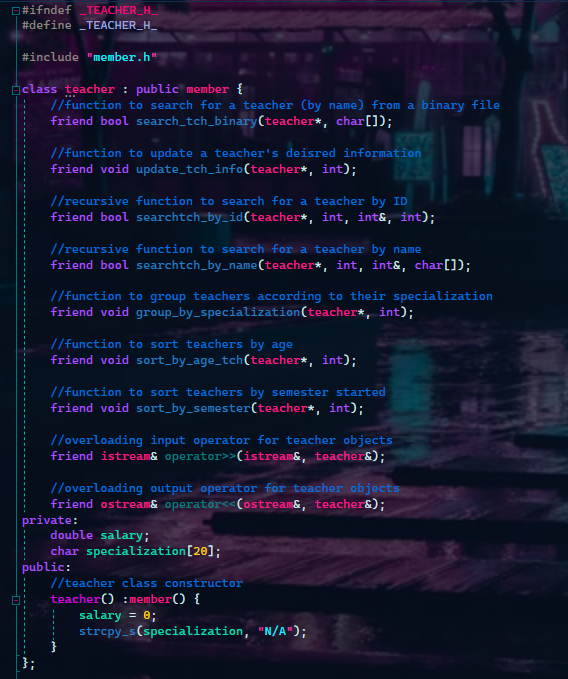 #ifndef _TEACHER_H_
#define _TEACHER_H_
#include "member.h"
class teacher : public member {
//function to search for a teacher (by name) from a binary file
friend bool search_tch_binary(teacher*, char[]);
//function to update a teacher's deisred information
friend void update_tch_info(teacher*, int);
//recursive function to search for a teacher by ID
friend bool searchtch_by_id(teacher*, int, int&, int);
//recursive function to search for a teacher by name
friend bool searchtch_by_name(teacher*, int, int&, char[]);
//function to group teachers according to their specialization
friend void group_by_specialization(teacher*, int);
//function to sort teachers by age
friend void sort_by_age_tch(teacher*, int);
//function to sort teachers by semester started
friend void sort_by_semester(teacher*, int);
//overloading input operator for teacher objects
friend istream& operator>>(istream&, teacher&);
//overloading output operator for teacher objects
friend ostream& operator<<(ostream&, teacher&);
private:
double salary;
char specialization[20];
public:
//teacher class constructor
teacher() :member() {
salary = 0;
strcpy_s(specialization, "N/A");
}
};